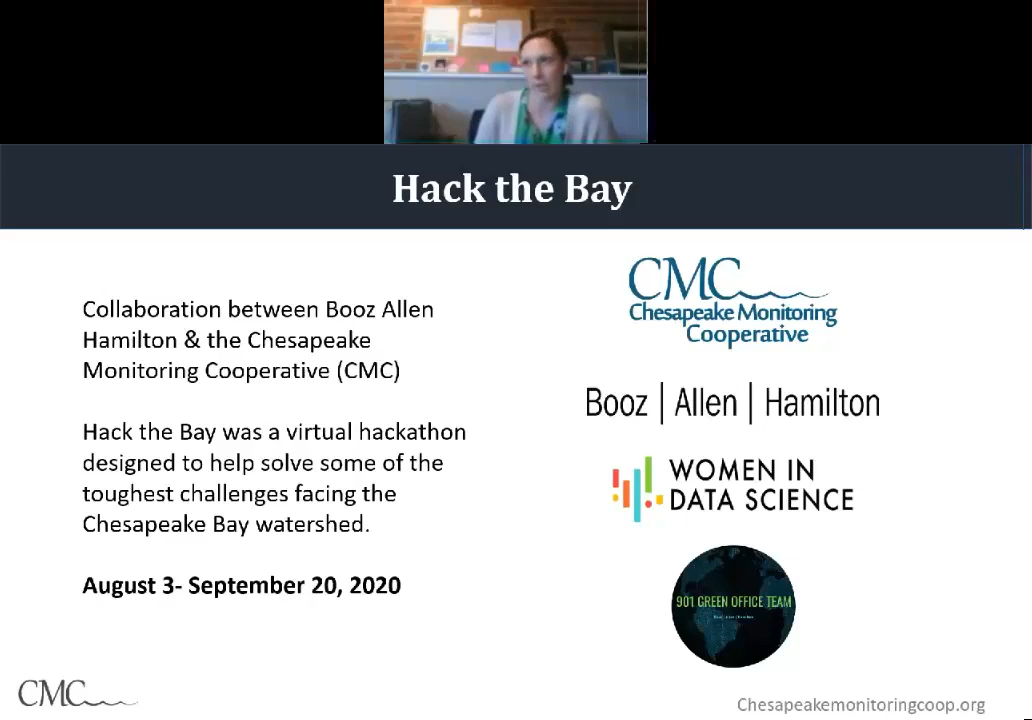 Hack the Bay
Collaboration between Booz Allen
Hamilton & the Chesapeake
Monitoring Cooperative (CMC)
Hack the Bay was a virtual hackathon
designed to help solve some of the
toughest challenges facing the
Chesapeake Bay watershed.
August 3- September 20, 2020
CMC
Chesapeake Monitoring
Cooperative
Booz | Allen | Hamilton
WOMEN IN
DATA SCIENCE
901 GREEN OFFICE TEAM
CMC
Chesapeakemonitoringcoop.org